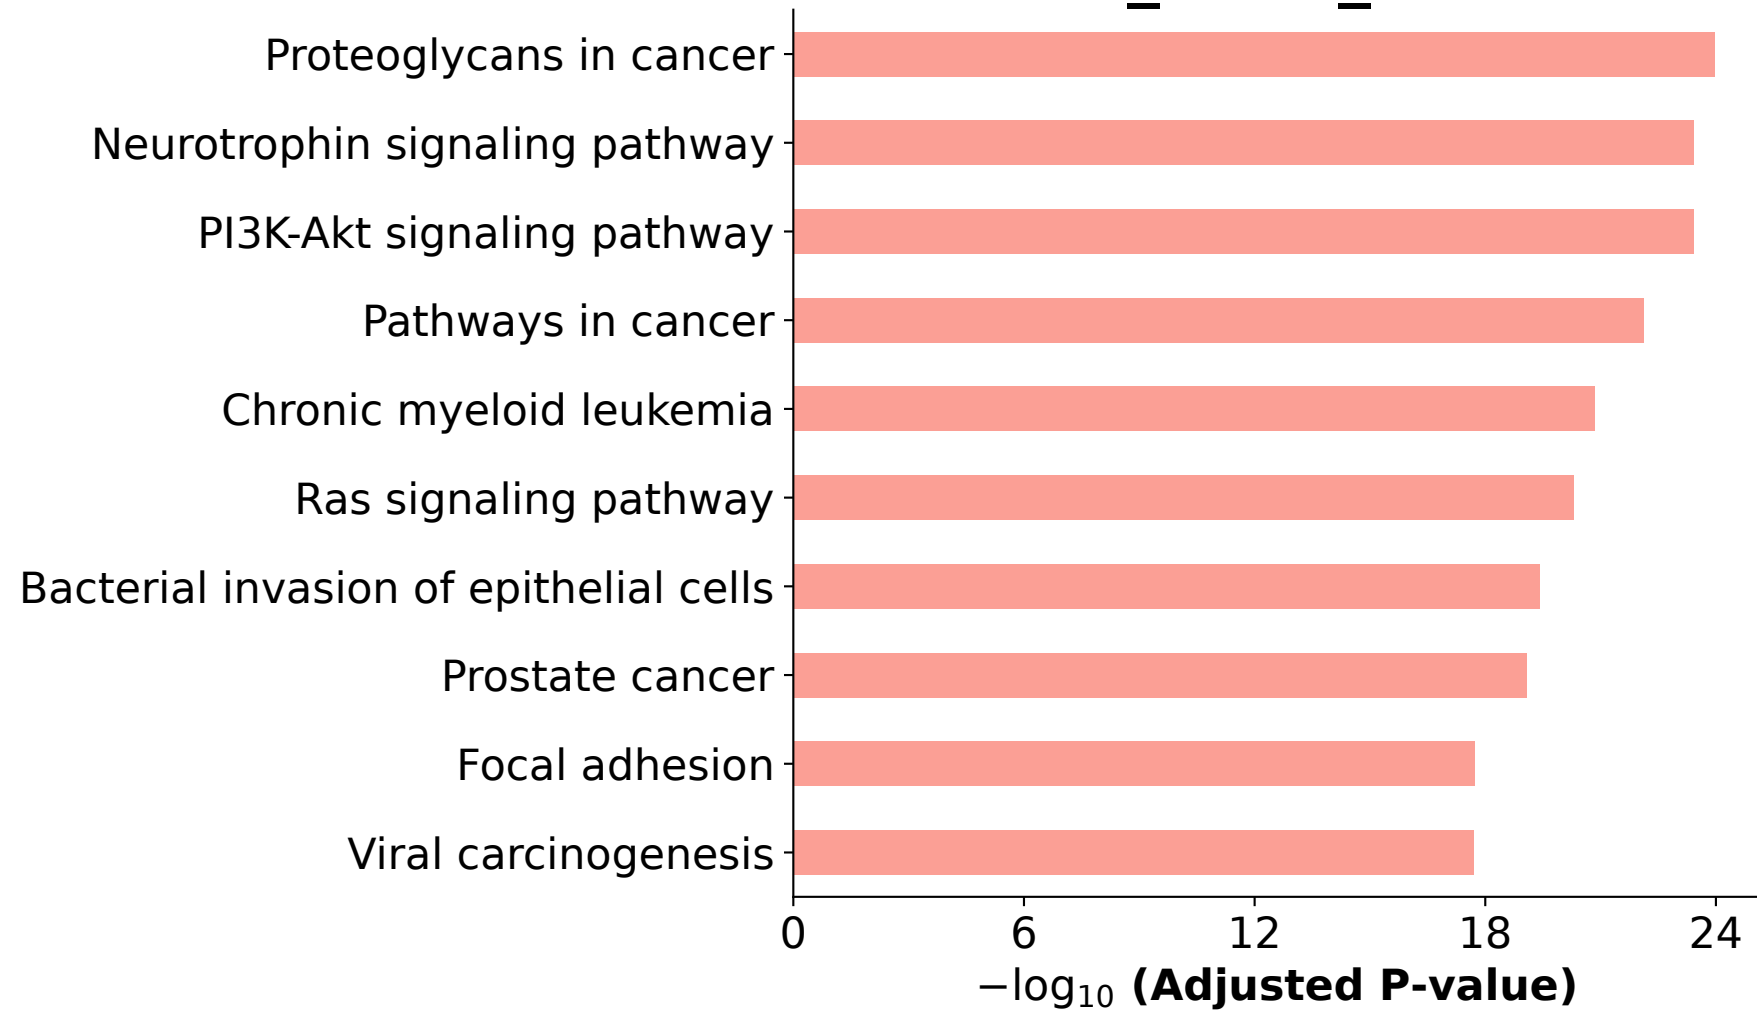 Proteoglycans in cancer
Neurotrophin signaling pathway
PI3K-Akt signaling pathway
Pathways in cancer
Chronic myeloid leukemia
Ras signaling pathway
Bacterial invasion of epithelial cells
Prostate cancer
Focal adhesion
Viral carcinogenesis
0 6 12 18 24
−log₁₀ (Adjusted P-value)